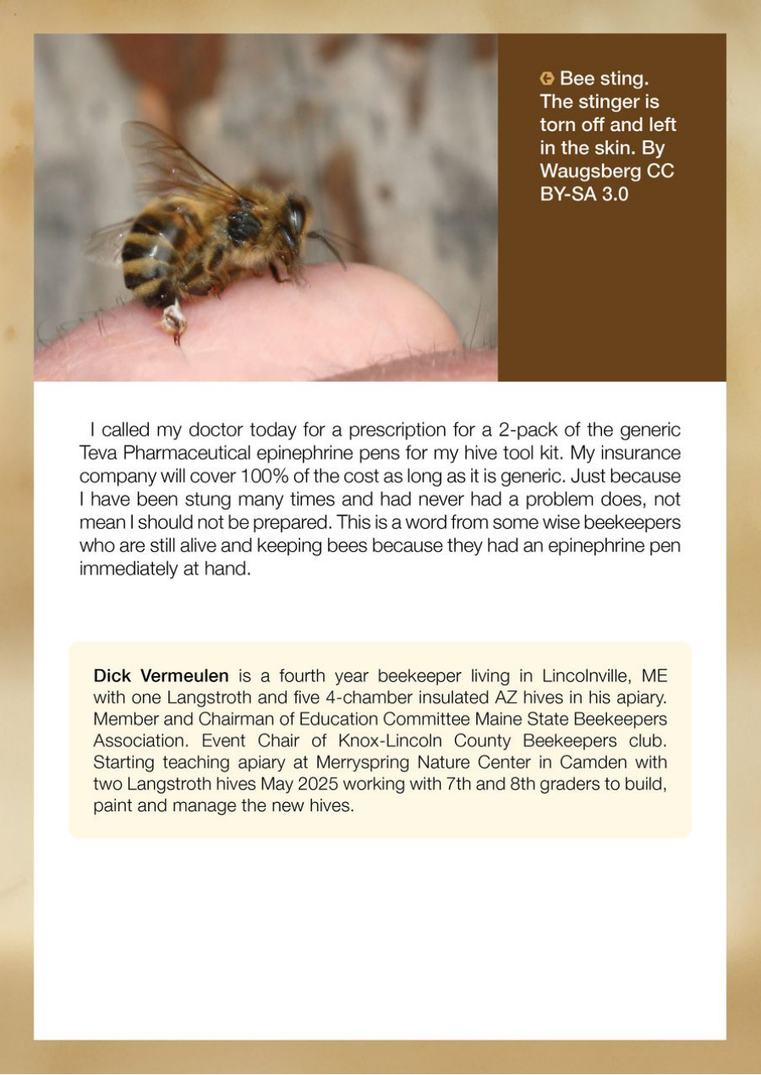 Bee sting.
The stinger is
torn off and left
in the skin. By
Waugsberg CC
BY-SA 3.0
I called my doctor today for a prescription for a 2-pack of the generic
Teva Pharmaceutical epinephrine pens for my hive tool kit. My insurance
company will cover 100% of the cost as long as it is generic. Just because
I have been stung many times and had never had a problem does, not
mean I should not be prepared. This is a word from some wise beekeepers
who are still alive and keeping bees because they had an epinephrine pen
immediately at hand.
Dick Vermeulen is a fourth year beekeeper living in Lincolnville, ME
with one Langstroth and five 4-chamber insulated AZ hives in his apiary.
Member and Chairman of Education Committee Maine State Beekeepers
Association. Event Chair of Knox-Lincoln County Beekeepers club.
Starting teaching apiary at Merryspring Nature Center in Camden with
two Langstroth hives May 2025 working with 7th and 8th graders to build,
paint and manage the new hives.